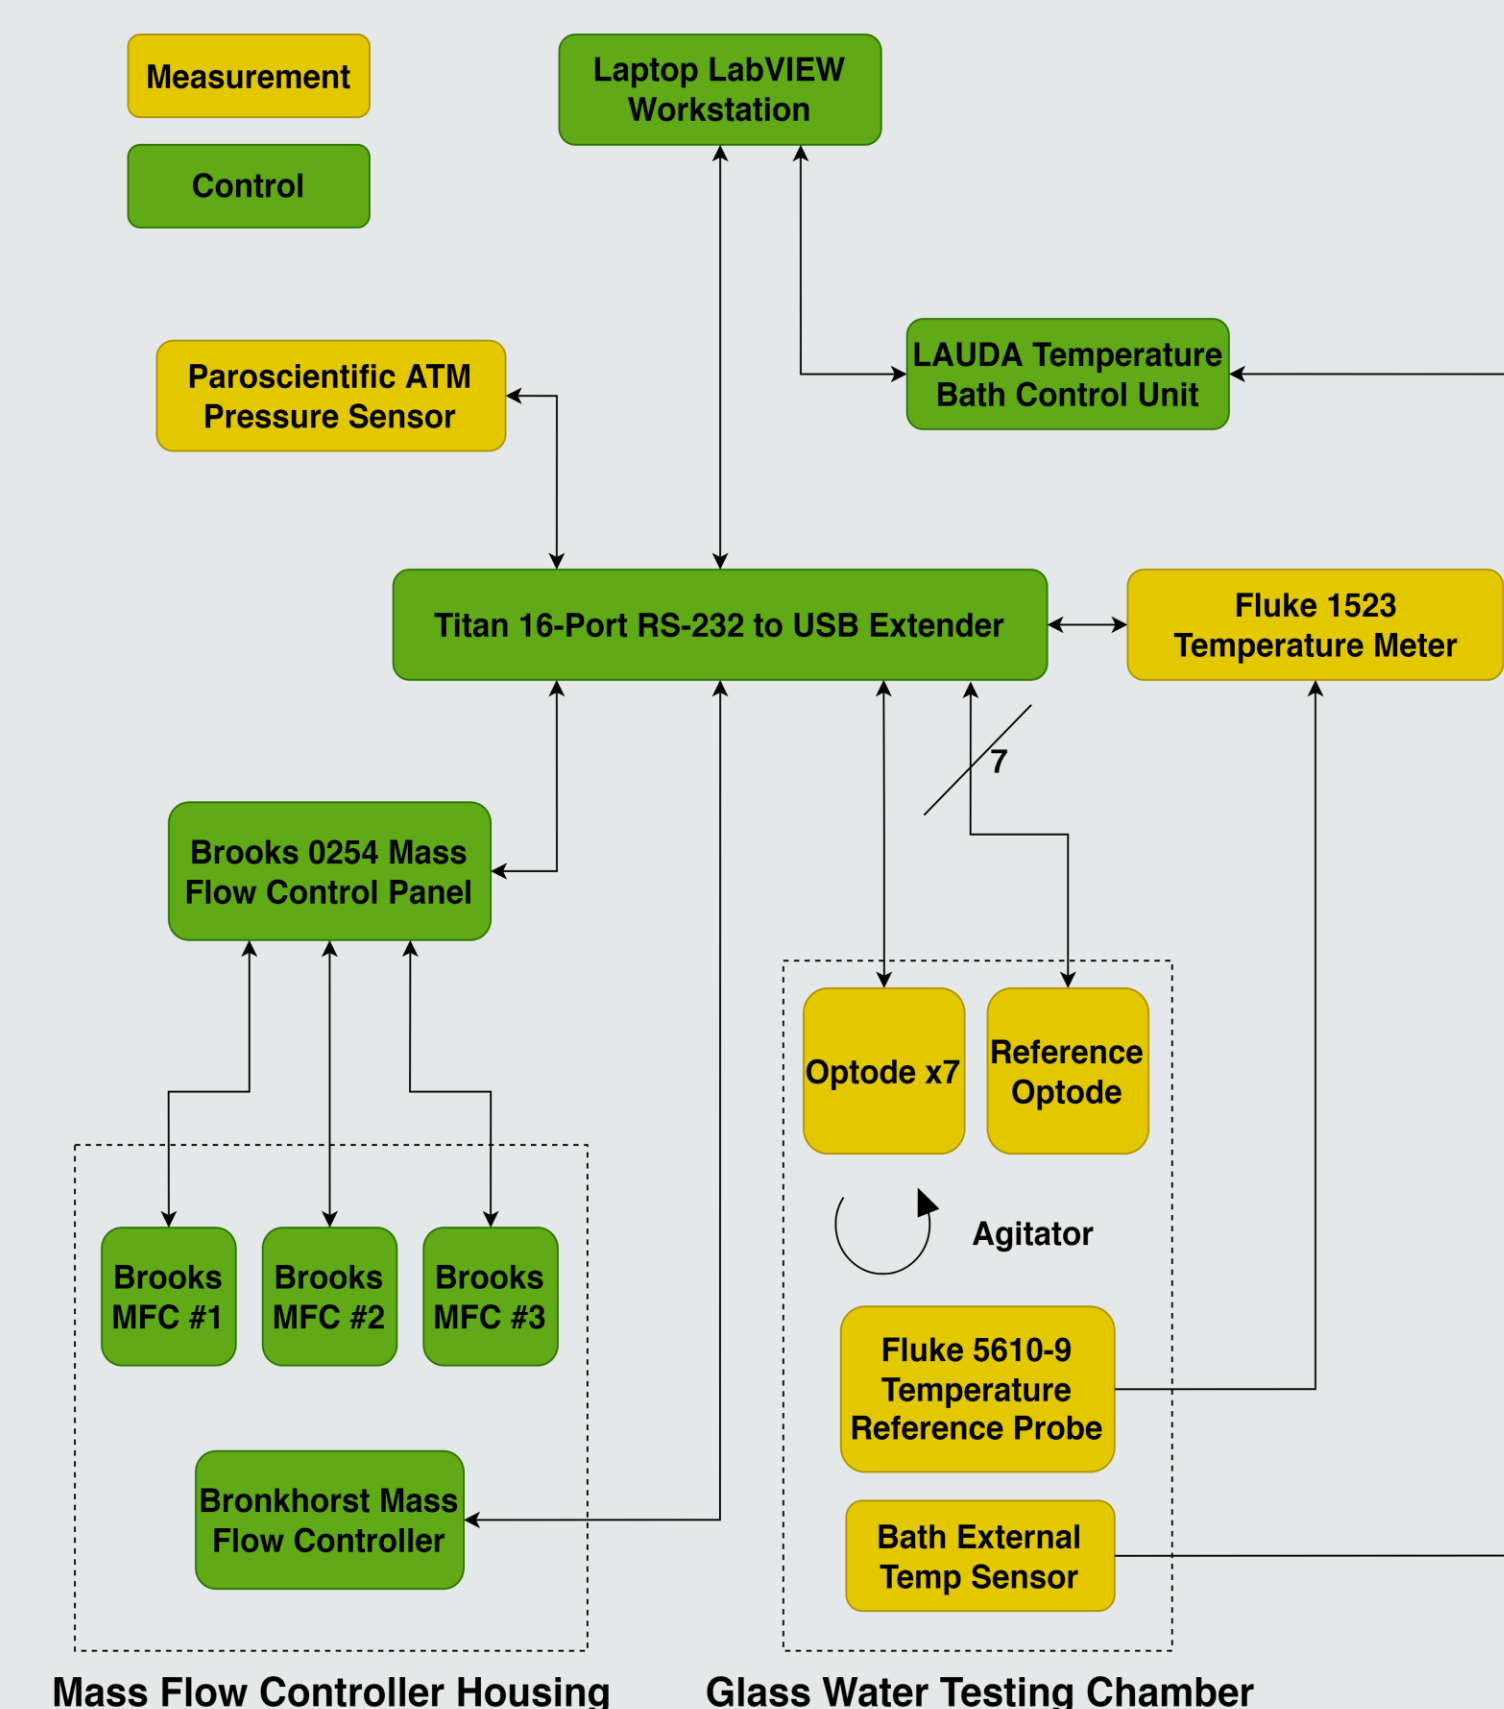 Measurement
Control
Laptop LabVIEW
Workstation
LAUDA Temperature
Bath Control Unit
Paroscientific ATM
Pressure Sensor
Titan 16-Port RS-232 to USB Extender
Fluke 1523
Temperature Meter
7
Brooks 0254 Mass
Flow Control Panel
Optode x7
Reference
Optode
Agitator
Brooks
MFC #1
Brooks
MFC #2
Brooks
MFC #3
Fluke 5610-9
Temperature
Reference Probe
Bronkhorst Mass
Flow Controller
Bath External
Temp Sensor
Mass Flow Controller Housing
Glass Water Testing Chamber